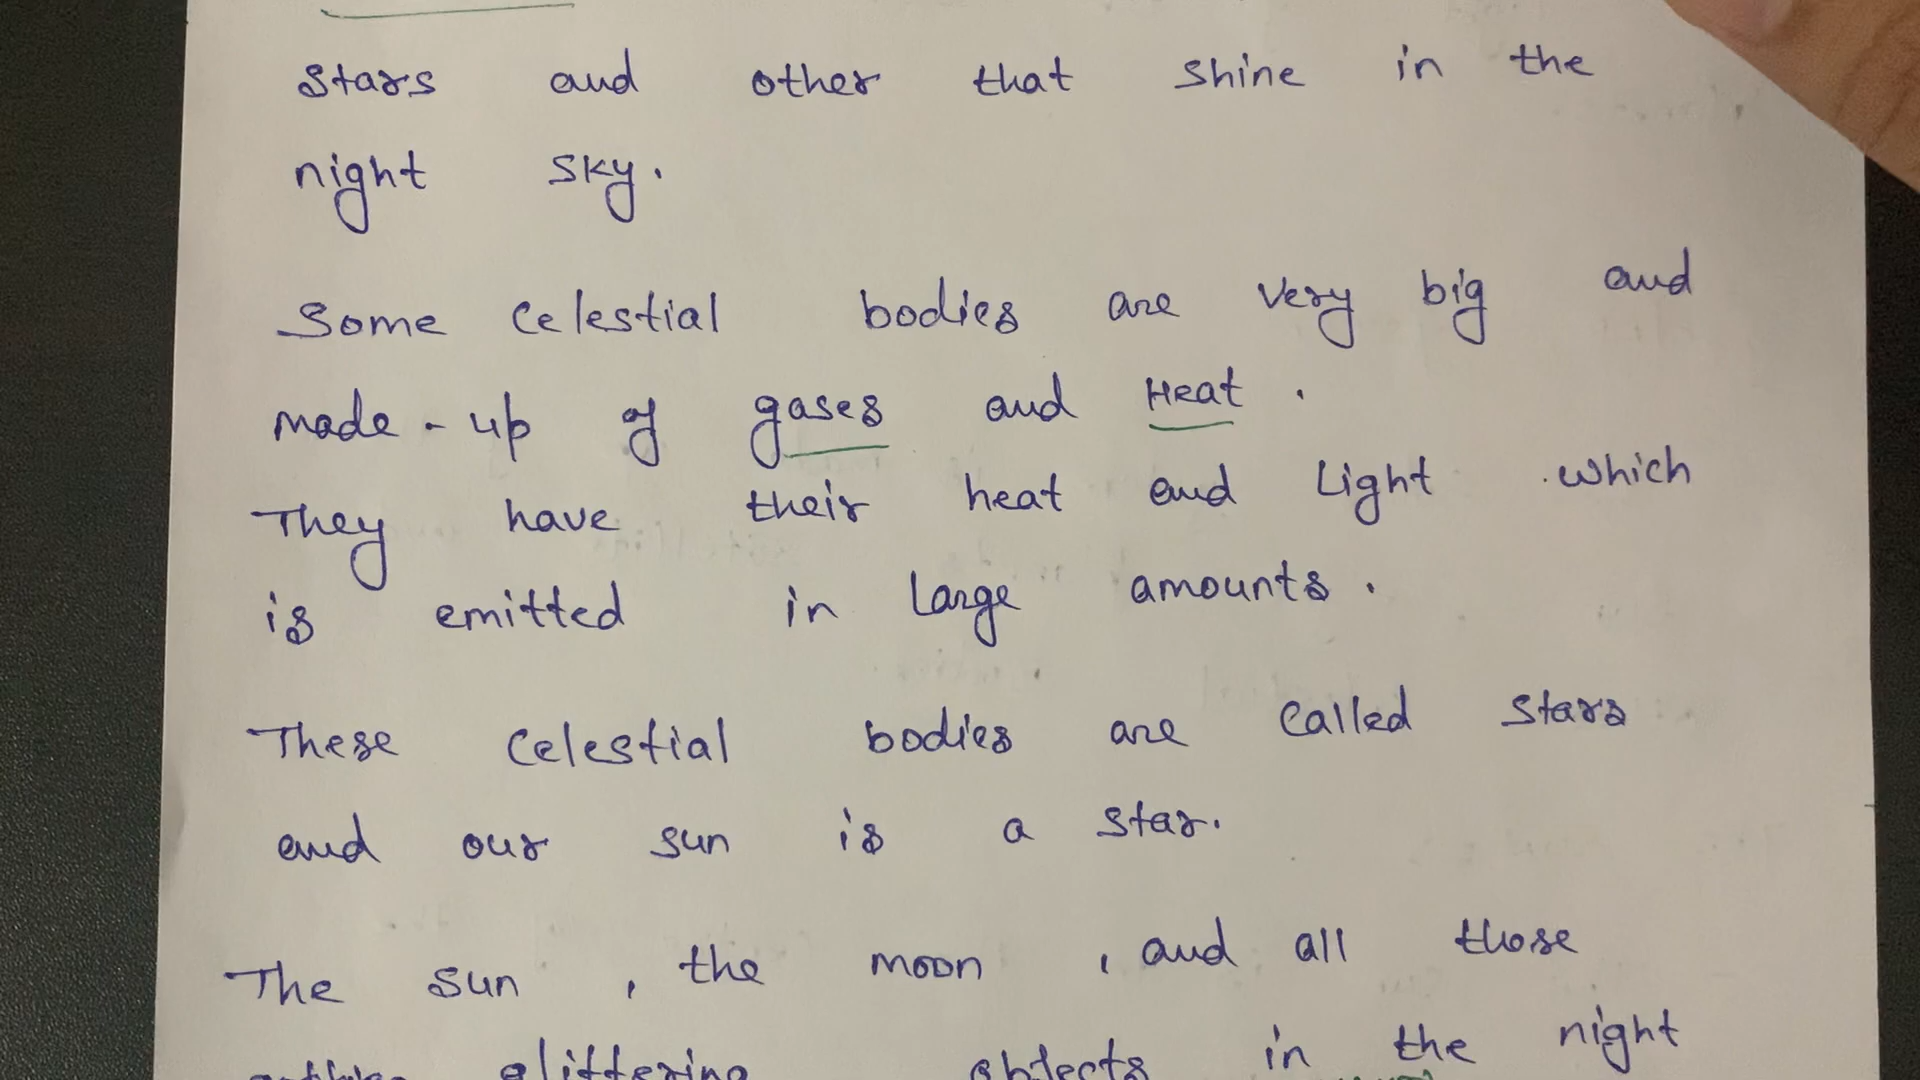 Stars and other that shine in the
night sky.
Some Celestial bodies are very big and
made-up of gases and Heat.
They have their heat and Light which
is emitted in Large amounts.
These Celestial bodies are Called Stars
and our sun is a star.
The sun, the moon, and all those
glittering objects in the night